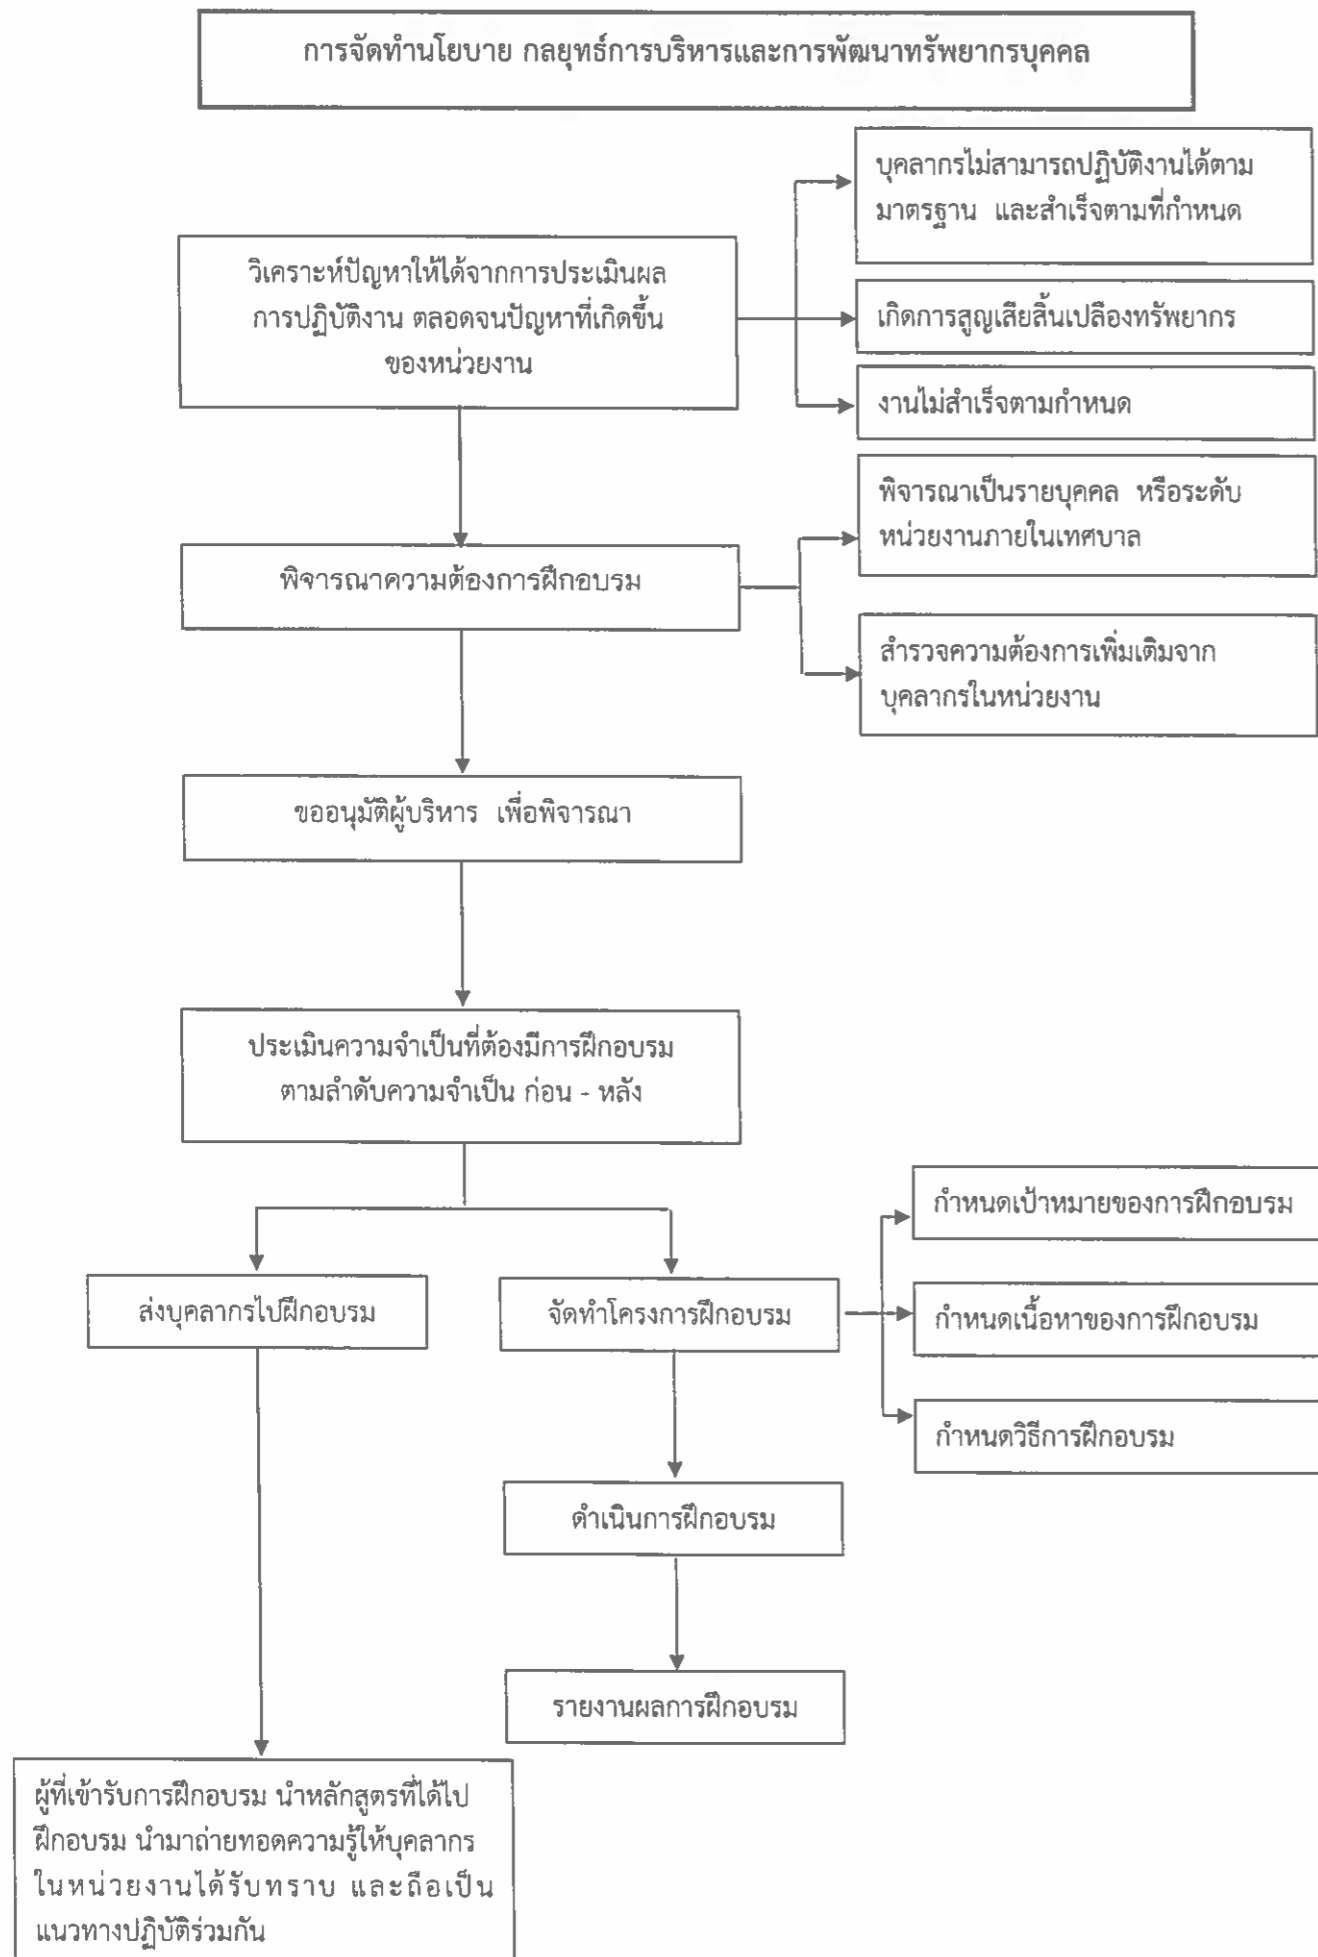 การจัดทำนโยบาย กลยุทธ์การบริหารและการพัฒนาทรัพยากรบุคคล
บุคลากรไม่สามารถปฏิบัติงานได้ตาม
มาตรฐาน และสำเร็จตามที่กำหนด
วิเคราะห์ปัญหาให้ได้จากการประเมินผล
การปฏิบัติงาน ตลอดจนปัญหาที่เกิดขึ้น
ของหน่วยงาน
เกิดการสูญเสียสิ้นเปลืองทรัพยากร
งานไม่สำเร็จตามกำหนด
พิจารณาเป็นรายบุคคล หรือระดับ
หน่วยงานภายในเทศบาล
พิจารณาความต้องการฝึกอบรม
สำรวจความต้องการเพิ่มเติมจาก
บุคลากรในหน่วยงาน
ขออนุมัติผู้บริหาร เพื่อพิจารณา
ประเมินความจำเป็นที่ต้องมีการฝึกอบรม
ตามลำดับความจำเป็น ก่อน - หลัง
กำหนดเป้าหมายของการฝึกอบรม
ส่งบุคลากรไปฝึกอบรม
จัดทำโครงการฝึกอบรม
กำหนดเนื้อหาของการฝึกอบรม
กำหนดวิธีการฝึกอบรม
ดำเนินการฝึกอบรม
รายงานผลการฝึกอบรม
ผู้ที่เข้ารับการฝึกอบรม นำหลักสูตรที่ได้ไป
ฝึกอบรม นำมาถ่ายทอดความรู้ให้บุคลากร
ในหน่วยงานได้รับทราบ และถือเป็น
แนวทางปฏิบัติร่วมกัน